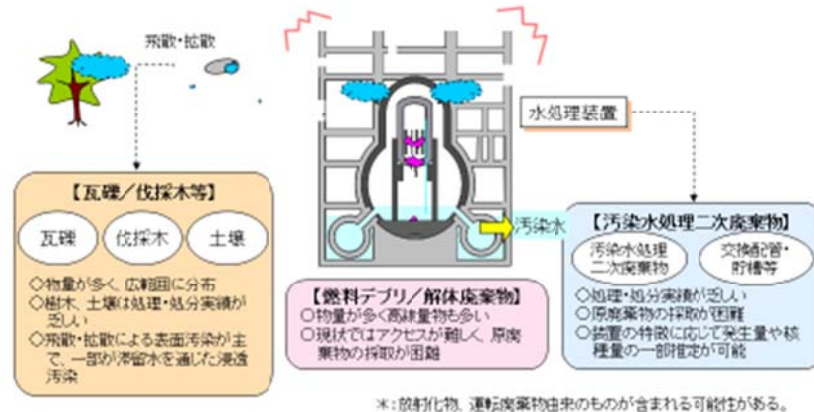 飛散・拡散
水処理装置
汚染水
【瓦礫/伐採木等】
瓦礫
伐採木
土壌
◇物量が多く、広範囲に分布
◇樹木、土壌は処理・処分実績が
乏しい
◇飛散・拡散による表面汚染が主
で、一部が滞留水を通じた浸透
汚染
【燃料デブリ/解体廃棄物】
○物量が多く高線量物も多い
○現状ではアクセスが難しく、原廃
棄物の採取が困難
【汚染水処理二次廃棄物】
汚染水処理
二次廃棄物
交換配管・
貯槽等
◇処理・処分実績が乏しい
◇原廃棄物の採取が困難
◇装置の特徴に応じて発生量や核
種量の一部推定が可能
*:放射化物、運転廃棄物由来のものが含まれる可能性がある。